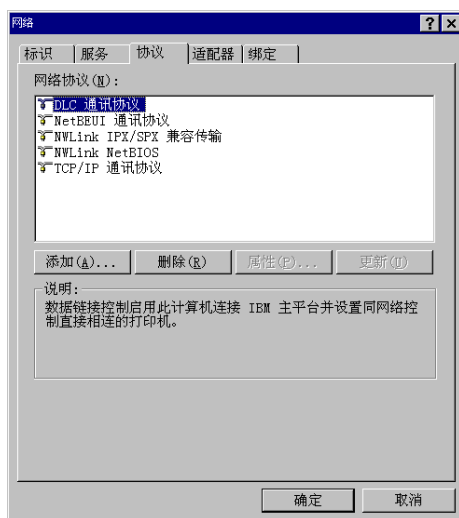 网络
标识 服务 协议 适配器 绑定
网络协议(N):
DLC 通讯协议
NetBEUI 通讯协议
NWLink IPX/SPX 兼容传输
NWLink NetBIOS
TCP/IP 通讯协议
添加(A)... 删除(R) 属性(P)... 更新(U)
说明:
数据链接控制启用此计算机连接 IBM 主平台并设置同网络控
制直接相连的打印机。
确定 取消